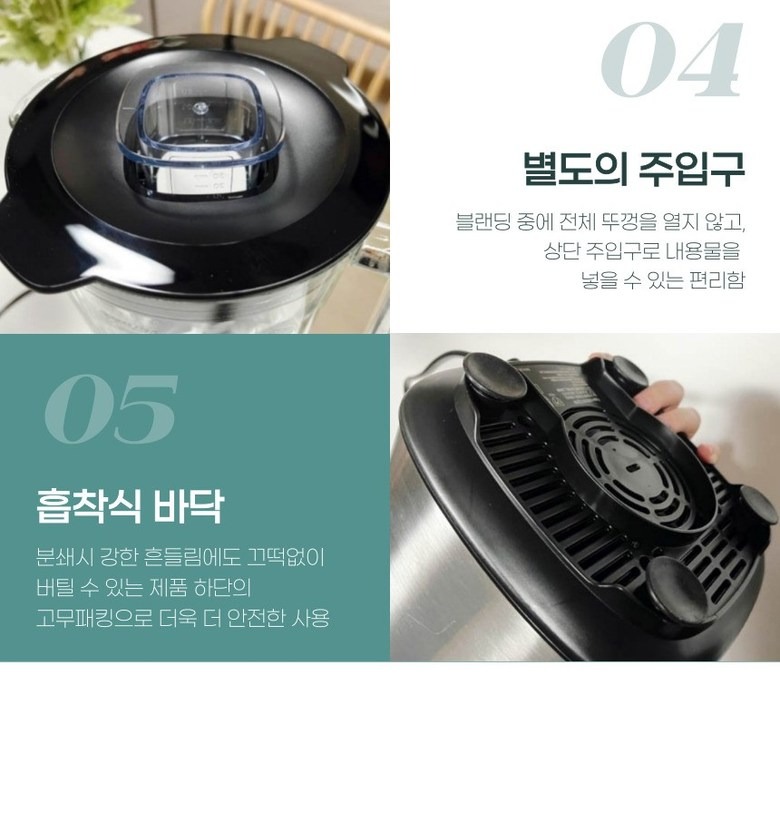 04
별도의 주입구
블랜딩 중에 전체 뚜껑을 열지 않고,
상단 주입구로 내용물을
넣을 수 있는 편리함
05
흡착식 바닥
분쇄시 강한 흔들림에도 끄떡없이
버틸 수 있는 제품 하단의
고무패킹으로 더욱 더 안전한 사용